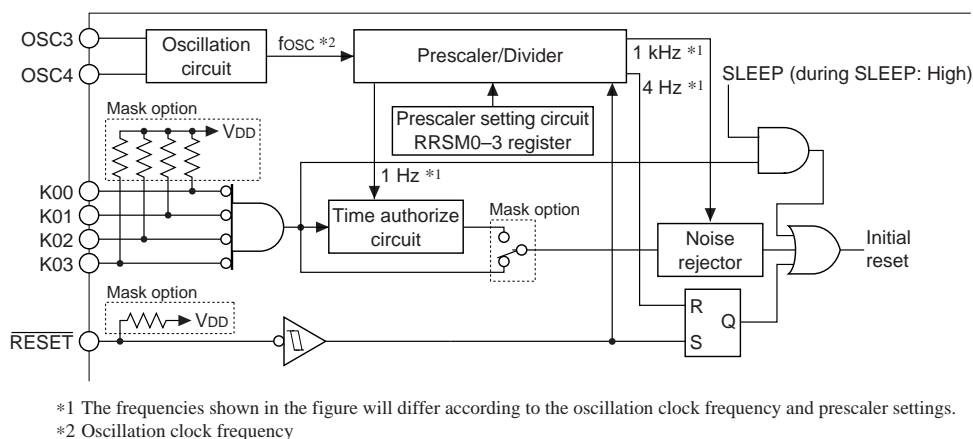 OSC3
OSC4
Oscillation
circuit
fOSC *2
Prescaler/Divider
1 kHz *1
4 Hz *1
SLEEP (during SLEEP: High)
Mask option
VDD
Prescaler setting circuit
RRSM0–3 register
1 Hz *1
K00
K01
K02
K03
Time authorize
circuit
Mask option
Noise
rejector
Initial
reset
Mask option
VDD
RESET
R
S
Q
*1 The frequencies shown in the figure will differ according to the oscillation clock frequency and prescaler settings.
*2 Oscillation clock frequency